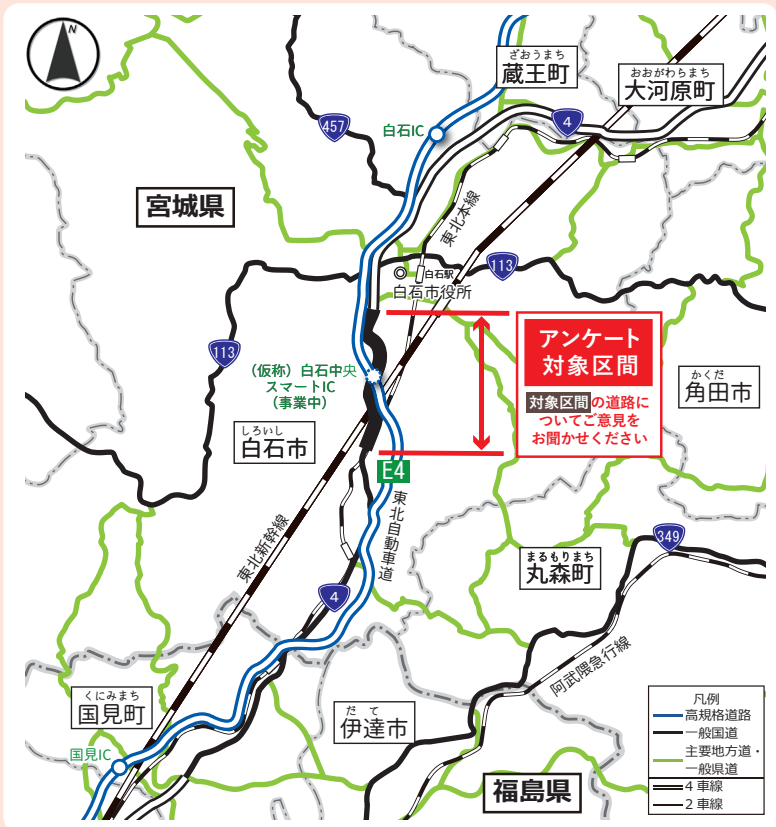 N
ざおうまち
蔵王町
おおがわらまち
大河原町
457
4
白石IC
宮城県
東北本線
113
白石駅
白石市役所
アンケート
対象区間
対象区間の道路に
ついてご意見を
お聞かせください
113
(仮称)白石中央
スマートIC
(事業中)
かくだ
角田市
しろいし
白石市
E4
東北自動車道
東北新幹線
349
まるもりまち
丸森町
4
阿武隈急行線
くにみまち
国見町
だて
伊達市
国見IC
福島県
凡例
高規格道路
一般国道
主要地方道・
一般県道
4車線
2車線